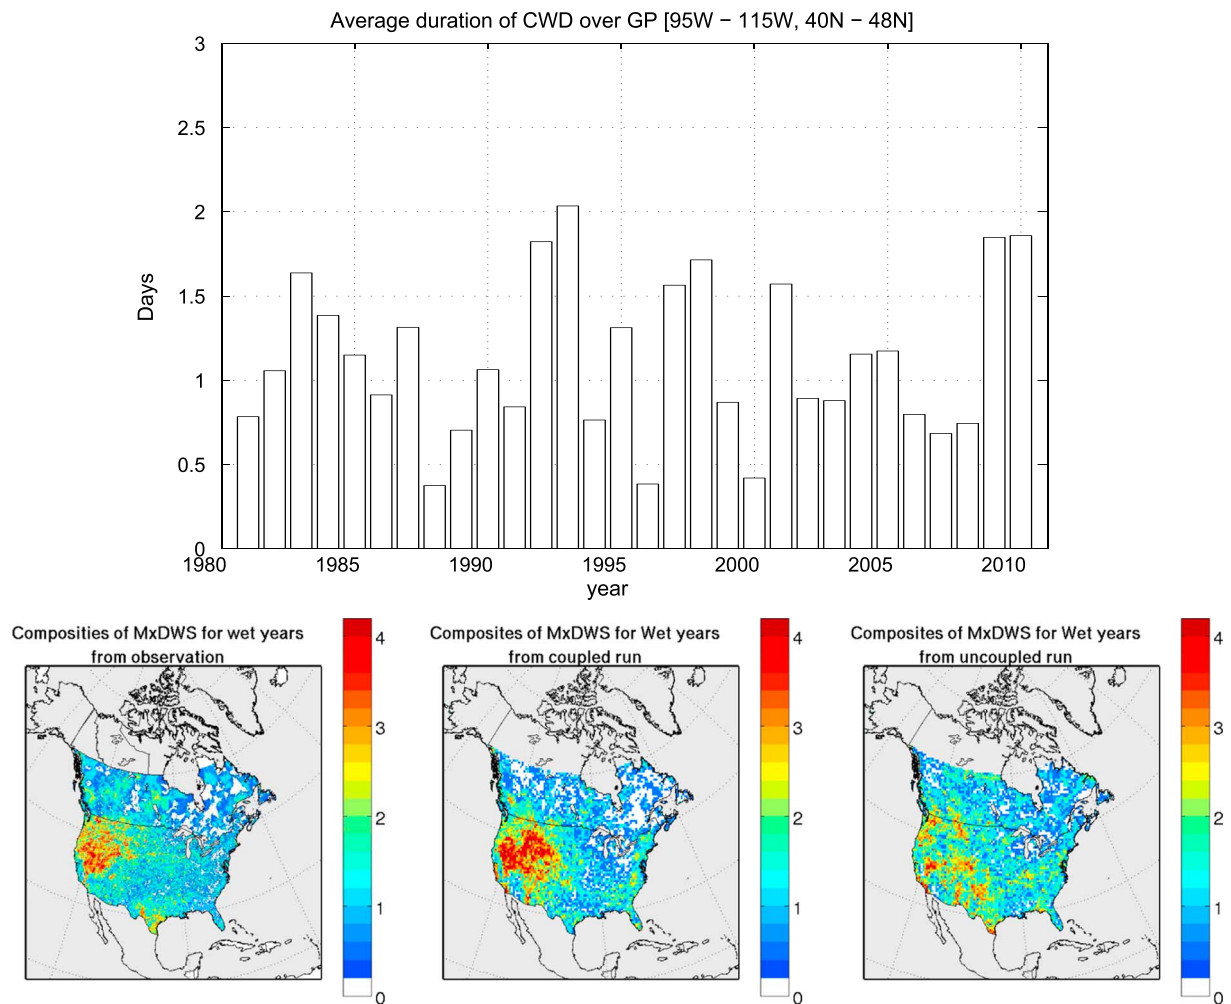 Average duration of CWD over GP [95W − 115W, 40N − 48N]
3
2.5
2
1.5
1
0.5
0
Days
1980 1985 1990 1995 2000 2005 2010
year
Composities of MxDWS for wet years
from observation
4
3
2
1
0
Composites of MxDWS for Wet years
from coupled run
4
3
2
1
0
Composites of MxDWS for Wet years
from uncoupled run
4
3
2
1
0